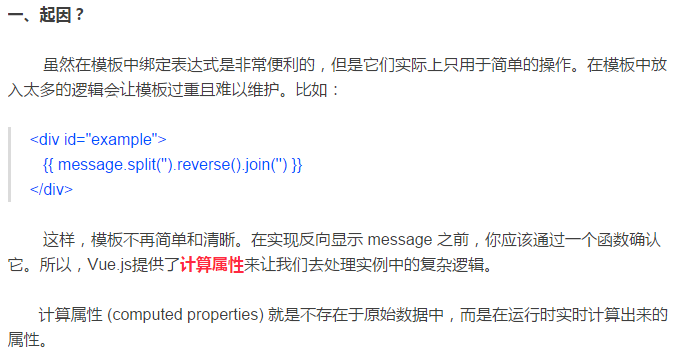 一、起因？
虽然在模板中绑定表达式是非常便利的，但是它们实际上只用于简单的操作。在模板中放
入太多的逻辑会让模板过重且难以维护。比如：
<div id="example">
{{ message.split('').reverse().join('') }}
</div>
这样，模板不再简单和清晰。在实现反向显示 message 之前，你应该通过一个函数确认
它。所以，Vue.js提供了计算属性来让我们去处理实例中的复杂逻辑。
计算属性 (computed properties) 就是不存在于原始数据中，而是在运行时实时计算出来的
属性。